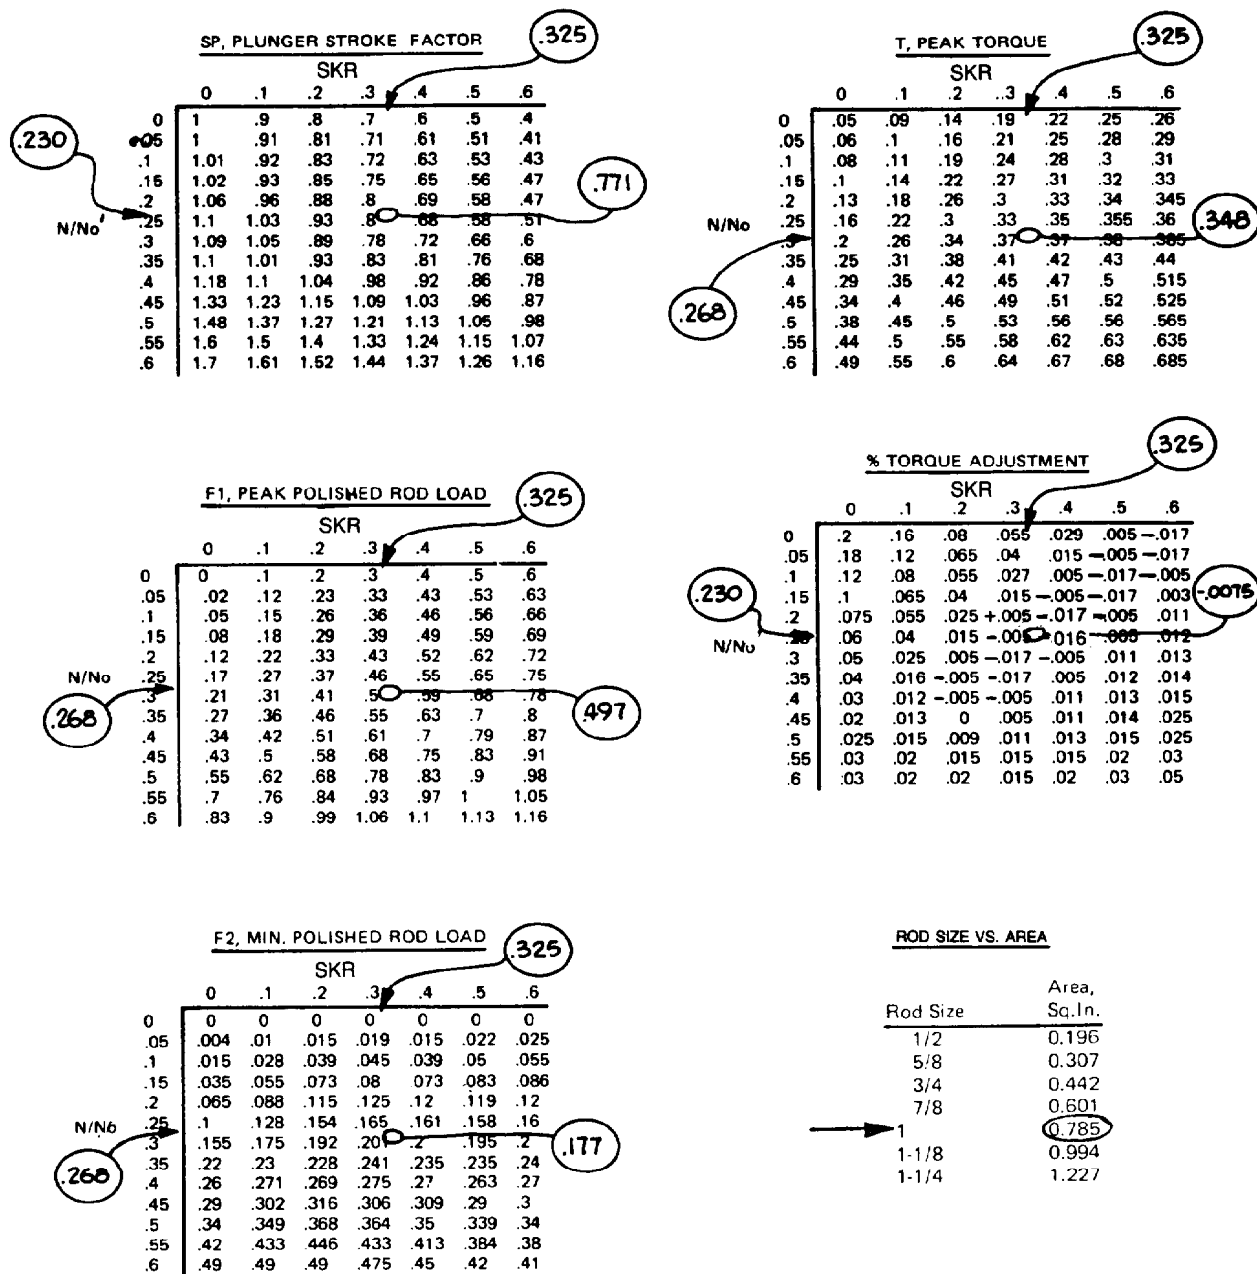 SP, PLUNGER STROKE FACTOR
.325
SKR
0 .1 .2 .3 .4 .5 .6
0 1 .9 .8 .7 .6 .5 .4
.230
.05 1 .91 .81 .71 .61 .51 .41
.1 1.01 .92 .83 .72 .63 .53 .43
.15 1.02 .93 .85 .75 .65 .56 .47
.771
.2 1.06 .96 .88 .8 .69 .58 .47
N/No'
.25 1.1 1.03 .93 .8 .68 .58 .51
.3 1.09 1.05 .89 .78 .72 .66 .6
.35 1.1 1.01 .93 .83 .81 .76 .68
.4 1.18 1.1 1.04 .98 .92 .86 .78
.45 1.33 1.23 1.15 1.09 1.03 .96 .87
.5 1.48 1.37 1.27 1.21 1.13 1.05 .98
.55 1.6 1.5 1.4 1.33 1.24 1.15 1.07
.6 1.7 1.61 1.52 1.44 1.37 1.26 1.16
T, PEAK TORQUE
.325
SKR
0 .1 .2 ..3 .4 .5 .6
0 .05 .09 .14 .19 .22 .25 .26
.05 .06 .1 .16 .21 .25 .28 .29
.1 .08 .11 .19 .24 .28 .3 .31
.15 .1 .14 .22 .27 .31 .32 .33
.2 .13 .18 .26 .3 .33 .34 .345
N/No
.25 .16 .22 .3 .33 .35 .355 .36
.348
.3 .2 .26 .34 .37 .37 .38 .385
.35 .25 .31 .38 .41 .42 .43 .44
.4 .29 .35 .42 .45 .47 .5 .515
.268
.45 .34 .4 .46 .49 .51 .52 .525
.5 .38 .45 .5 .53 .56 .56 .565
.55 .44 .5 .55 .58 .62 .63 .635
.6 .49 .55 .6 .64 .67 .68 .685
F1, PEAK POLISHED ROD LOAD
.325
SKR
0 .1 .2 .3 .4 .5 .6
0 0 .1 .2 .3 .4 .5 .6
.05 .02 .12 .23 .33 .43 .53 .63
.1 .05 .15 .26 .36 .46 .56 .66
.15 .08 .18 .29 .39 .49 .59 .69
.2 .12 .22 .33 .43 .52 .62 .72
N/No
.25 .17 .27 .37 .46 .55 .65 .75
.3 .21 .31 .41 .5 .59 .68 .78
.268
.497
.35 .27 .36 .46 .55 .63 .7 .8
.4 .34 .42 .51 .61 .7 .79 .87
.45 .43 .5 .58 .68 .75 .83 .91
.5 .55 .62 .68 .78 .83 .9 .98
.55 .7 .76 .84 .93 .97 1 1.05
.6 .83 .9 .99 1.06 1.1 1.13 1.16
% TORQUE ADJUSTMENT
.325
SKR
0 .1 .2 .3 .4 .5 .6
0 .2 .16 .08 .055 .029 .005 -.017
.05 .18 .12 .065 .04 .015 -.005 -.017
.1 .12 .08 .055 .027 .005 -.017 -.005
.230
.15 .1 .065 .04 .015 -.005 -.017 .003
-.0075
.2 .075 .055 .025 +.005 -.017 -.005 .011
N/No
.25 .06 .04 .015 -.005 .016 .005 .012
.3 .05 .025 .005 -.017 -.005 .011 .013
.35 .04 .016 -.005 -.017 .005 .012 .014
.4 .03 .012 -.005 -.005 .011 .013 .015
.45 .02 .013 0 .005 .011 .014 .025
.5 .025 .015 .009 .011 .013 .015 .025
.55 .03 .02 .015 .015 .015 .02 .03
.6 .03 .02 .02 .015 .02 .03 .05
F2, MIN. POLISHED ROD LOAD
.325
SKR
0 .1 .2 .3 .4 .5 .6
0 0 0 0 0 0 0 0
.05 .004 .01 .015 .019 .015 .022 .025
.1 .015 .028 .039 .045 .039 .05 .055
.15 .035 .055 .073 .08 073 .083 .086
.2 .065 .088 .115 .125 .12 .119 .12
N/No
.25 .1 .128 .154 .165 .161 .158 .16
.3 .155 .175 .192 .20 .2 .195 .2
.177
.268
.35 .22 .23 .228 .241 .235 .235 .24
.4 .26 .271 .269 .275 .27 .263 .27
.45 .29 .302 .316 .306 .309 .29 .3
.5 .34 .349 .368 .364 .35 .339 .34
.55 .42 .433 .446 .433 .413 .384 .38
.6 .49 .49 .49 .475 .45 .42 .41
ROD SIZE VS. AREA
Area,
Rod Size Sq.In.
1/2 0.196
5/8 0.307
3/4 0.442
7/8 0.601
1 0.785
1-1/8 0.994
1-1/4 1.227